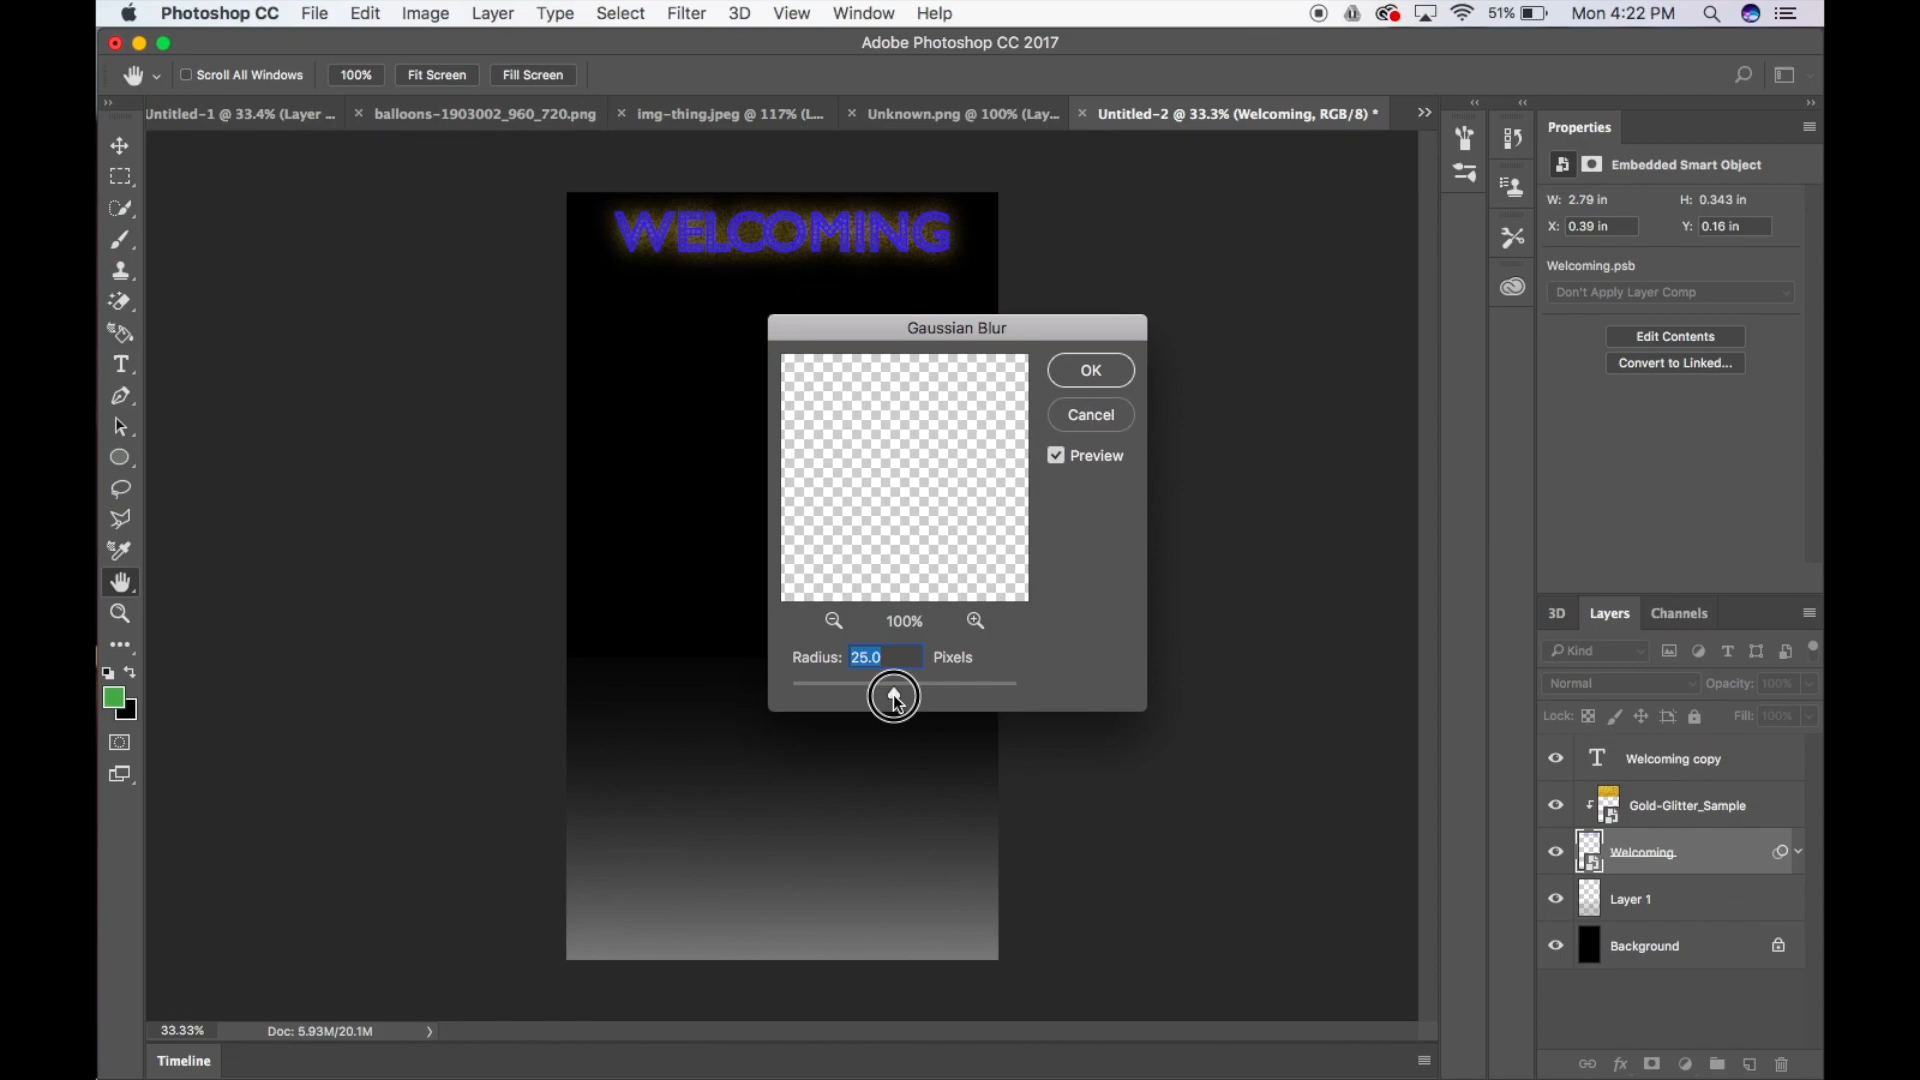 Photoshop CC File Edit Image Layer Type Select Filter 3D View Window Help 51% Mon 4:22 PM
Adobe Photoshop CC 2017
Scroll All Windows 100% Fit Screen Fill Screen
Untitled-1 @ 33.4% (Layer ... × balloons-1903002_960_720.png × img-thing.jpeg @ 117% (L... × Unknown.png @ 100% (Lay... × Untitled-2 @ 33.3% (Welcoming, RGB/8) *
Properties
Embedded Smart Object
W: 2.79 in H: 0.343 in
X: 0.39 in Y: 0.16 in
Welcoming.psb
Don't Apply Layer Comp
Edit Contents
Convert to Linked...
WELCOMING
Gaussian Blur
OK
Cancel
Preview
100%
Radius: 25.0 Pixels
3D Layers Channels
Kind
Normal Opacity: 100%
Lock: Fill: 100%
Welcoming copy
Gold-Glitter_Sample
Welcoming
Layer 1
Background
fx
33.33% Doc: 5.93M/20.1M
Timeline